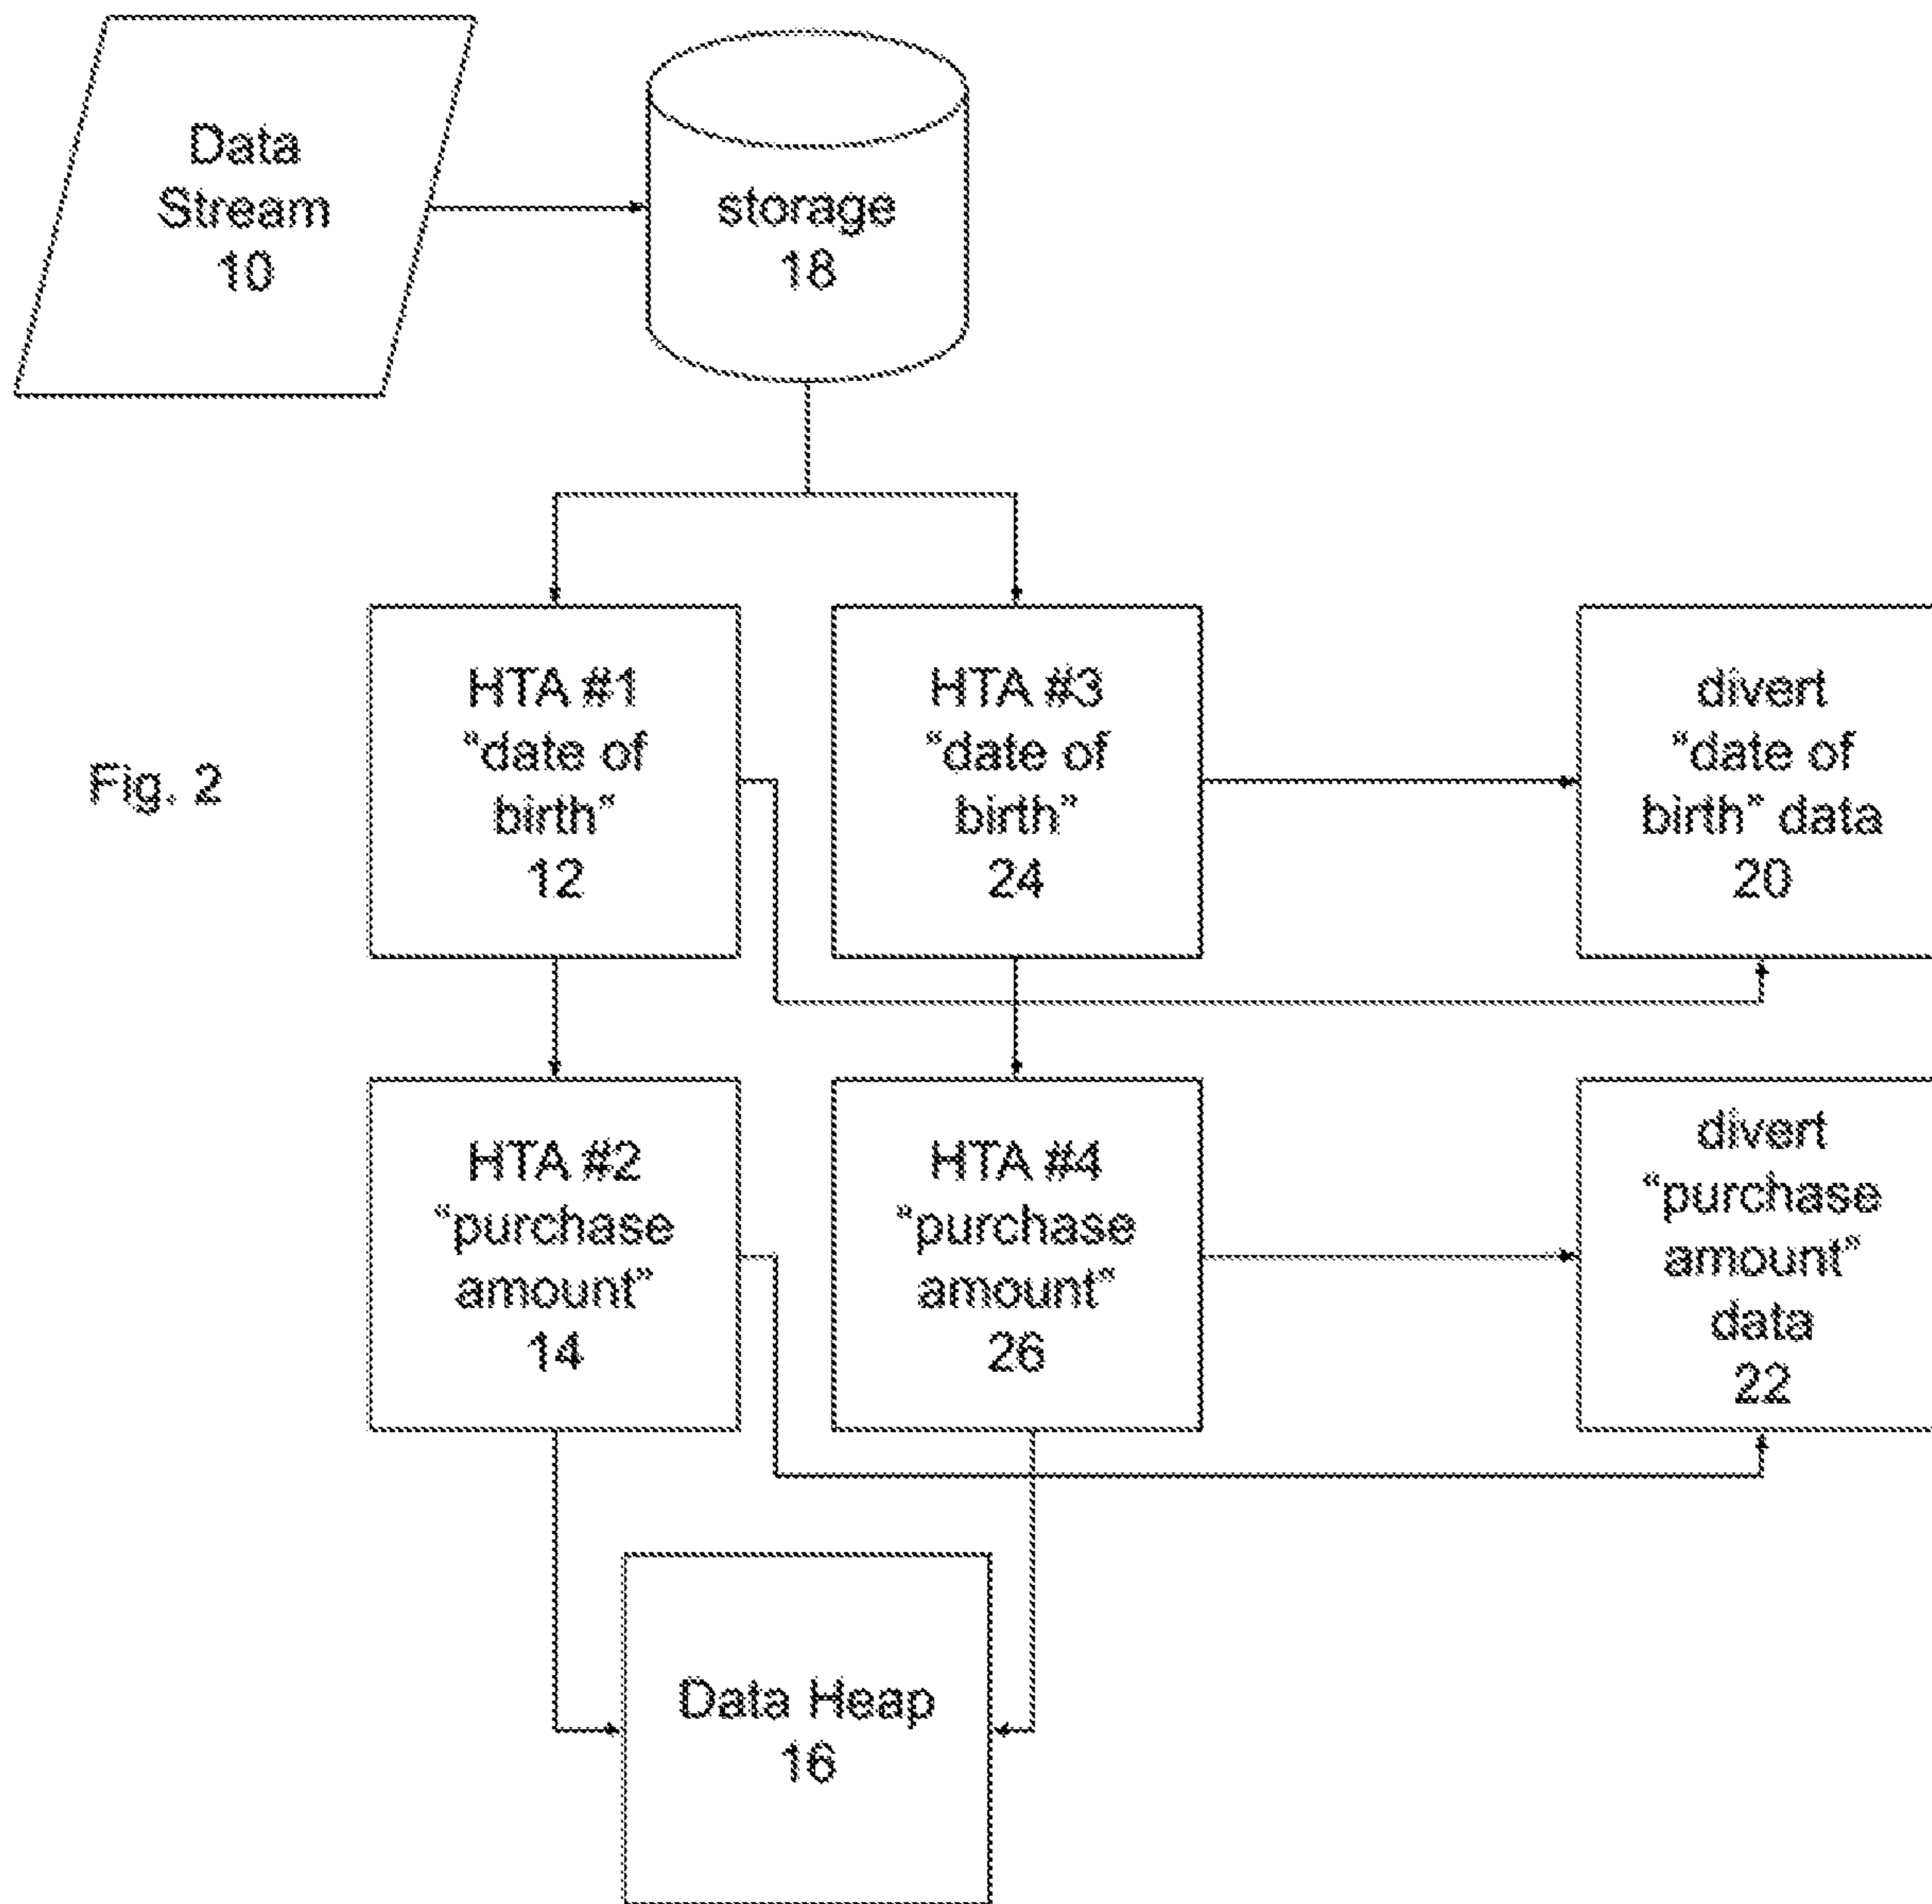 Data
Stream
10
storage
18
Fig. 2
HTA #1
“date of
birth”
12
HTA #3
“date of
birth”
24
divert
“date of
birth” data
20
HTA #2
“purchase
amount”
14
HTA #4
“purchase
amount”
26
divert
“purchase
amount”
data
22
Data Heap
16